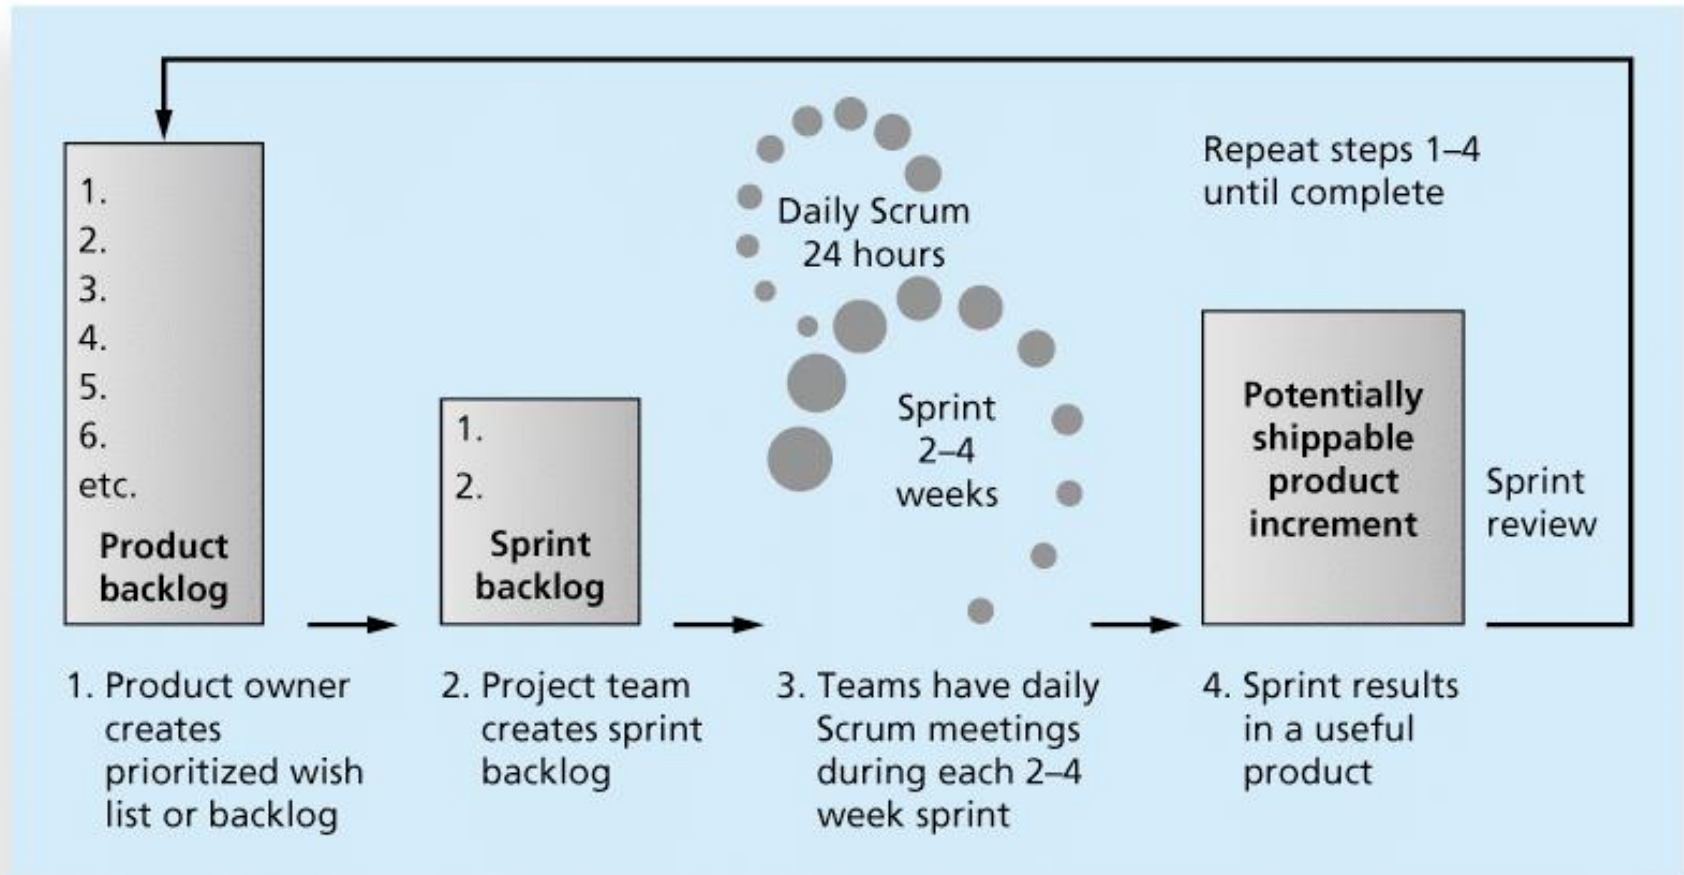 1.
2.
3.
4.
5.
6.
etc.
Product
backlog
1.
2.
Sprint
backlog
Daily Scrum
24 hours
Sprint
2–4
weeks
Repeat steps 1–4
until complete
Potentially
shippable
product
increment
Sprint
review
1. Product owner
creates
prioritized wish
list or backlog
2. Project team
creates sprint
backlog
3. Teams have daily
Scrum meetings
during each 2–4
week sprint
4. Sprint results
in a useful
product